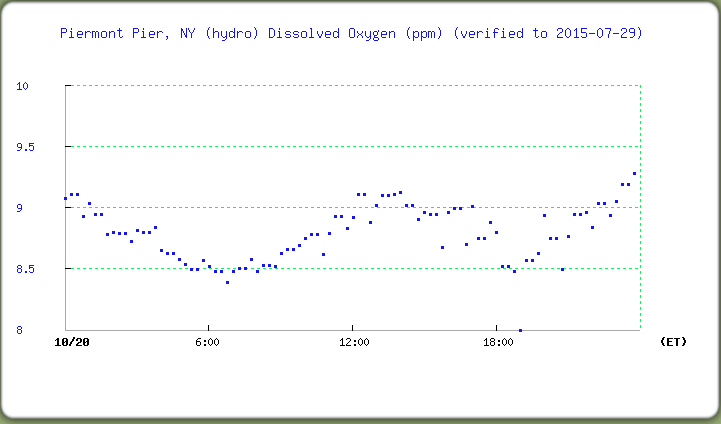 Piermont Pier, NY (hydro) Dissolved Oxygen (ppm) (verified to 2015-07-29)
10
9.5
9
8.5
8
10/20 6:00 12:00 18:00 (ET)